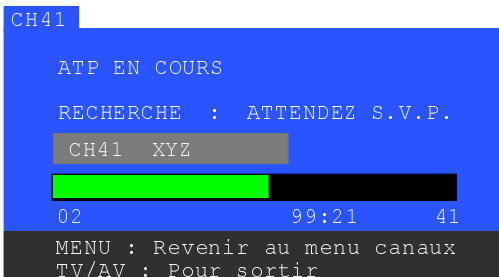 CH41
ATP EN COURS
RECHERCHE : ATTENDEZ S.V.P.
CH41 XYZ
02 99:21 41
MENU : Revenir au menu canaux
TV/AV : Pour sortir